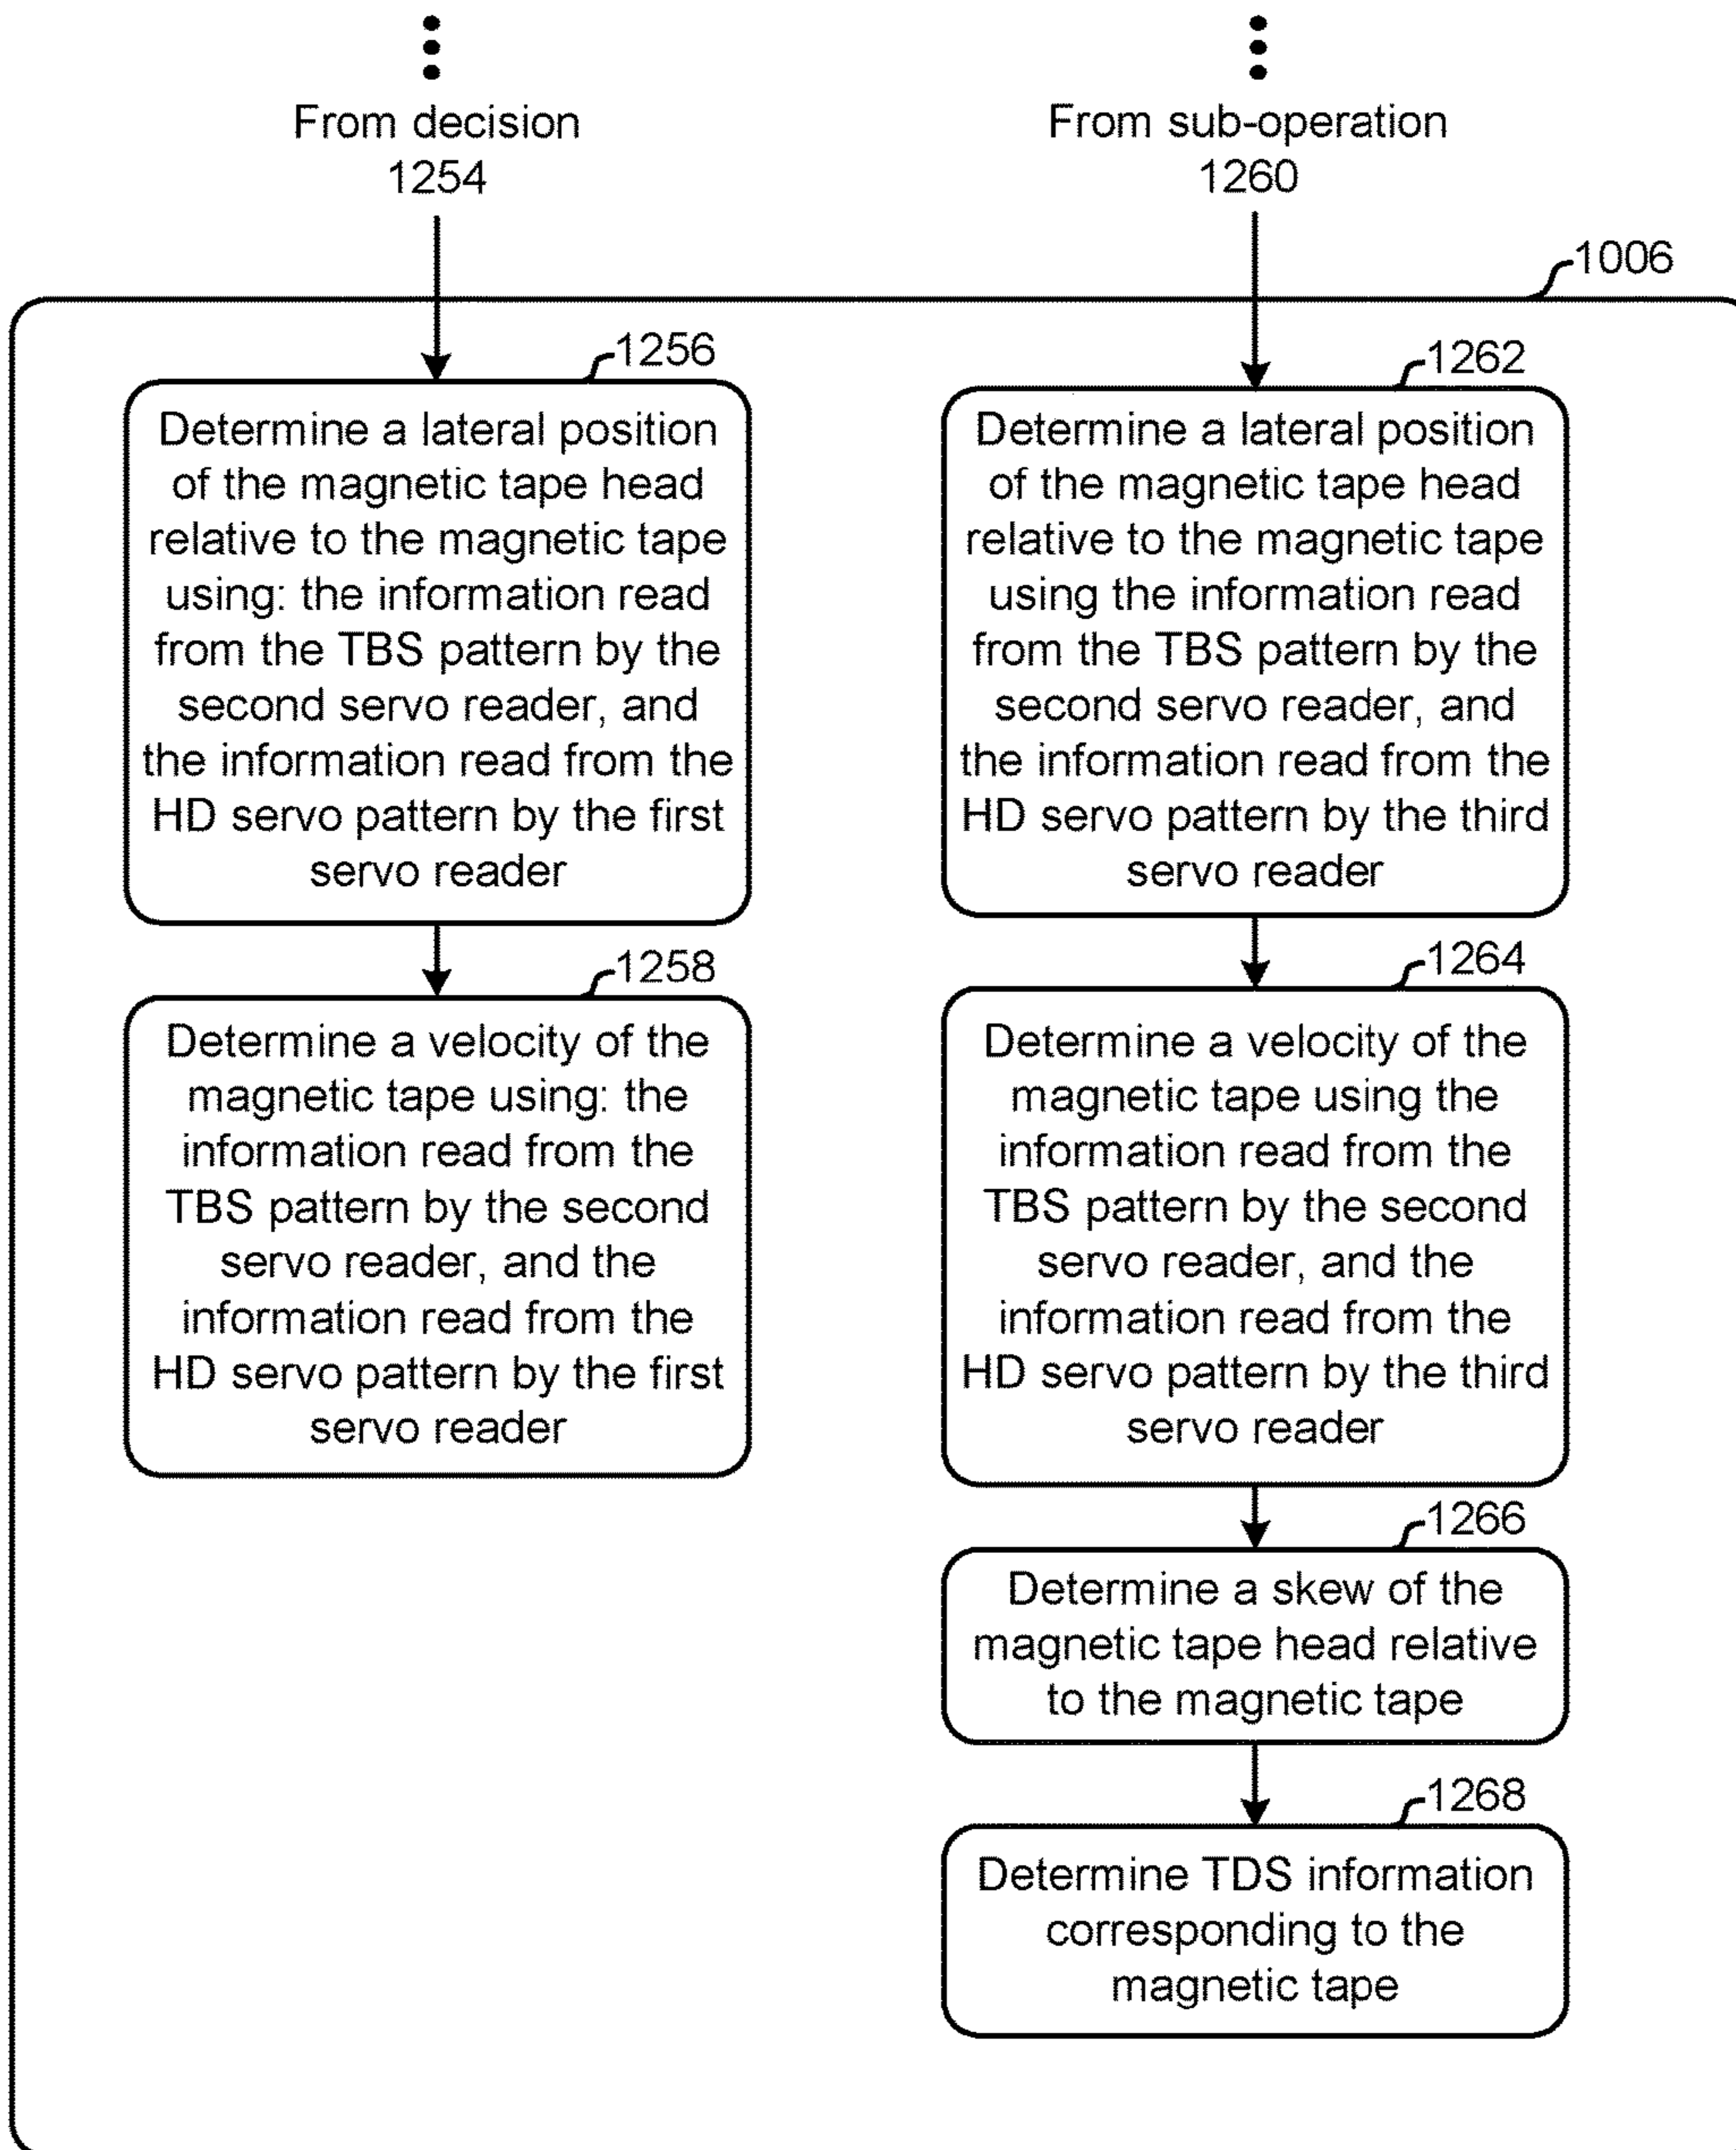 From decision
1254
From sub-operation
1260
1006
1256
Determine a lateral position
of the magnetic tape head
relative to the magnetic tape
using: the information read
from the TBS pattern by the
second servo reader, and
the information read from the
HD servo pattern by the first
servo reader
1258
Determine a velocity of the
magnetic tape using: the
information read from the
TBS pattern by the second
servo reader, and the
information read from the
HD servo pattern by the first
servo reader
1262
Determine a lateral position
of the magnetic tape head
relative to the magnetic tape
using the information read
from the TBS pattern by the
second servo reader, and
the information read from the
HD servo pattern by the third
servo reader
1264
Determine a velocity of the
magnetic tape using the
information read from the
TBS pattern by the second
servo reader, and the
information read from the
HD servo pattern by the third
servo reader
1266
Determine a skew of the
magnetic tape head relative
to the magnetic tape
1268
Determine TDS information
corresponding to the
magnetic tape